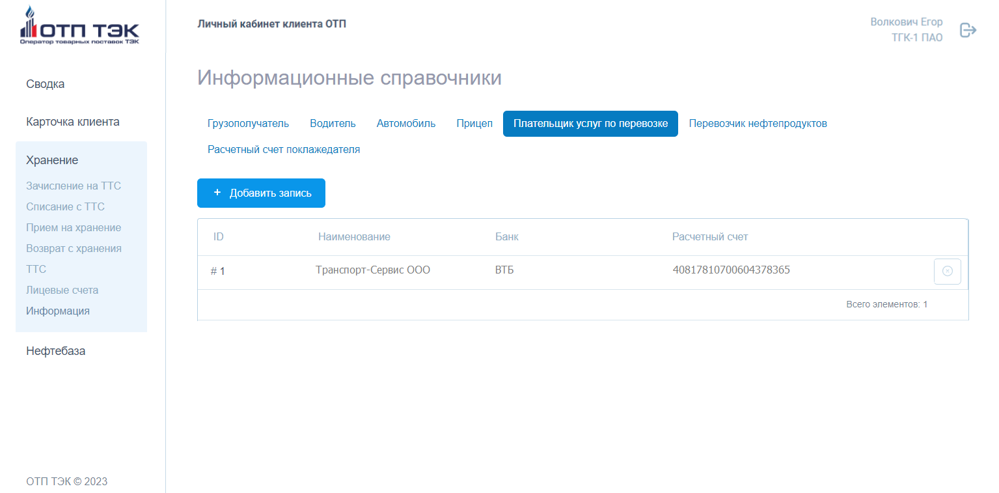 ОТП ТЭК
Оператор товарных поставок ТЭК
Личный кабинет клиента ОТП
Волкович Егор
ТГК-1 ПАО
Сводка
Карточка клиента
Хранение
Зачисление на ТТС
Списание с ТТС
Прием на хранение
Возврат с хранения
ТТС
Лицевые счета
Информация
Нефтебаза
ОТП ТЭК © 2023
Информационные справочники
Грузополучатель Водитель Автомобиль Прицеп Плательщик услуг по перевозке Перевозчик нефтепродуктов
Расчетный счет поклажедателя
+ Добавить запись
ID Наименование Банк Расчетный счет
# 1 Транспорт-Сервис ООО ВТБ 40817810700604378365
Всего элементов: 1